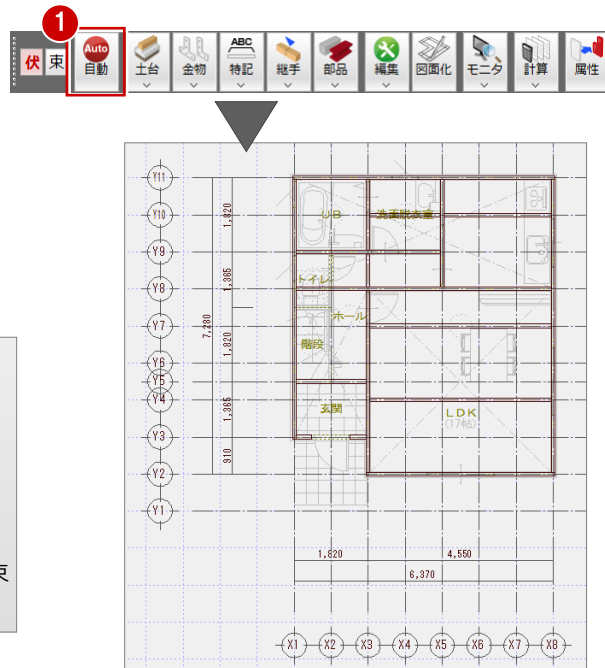 1
伏 束 Auto 自動 土台 金物 ABC 特記 継手 部品 編集 図面化 モニタ 計算 属性
Y11
Y10
Y9
Y8
Y7
Y6
Y5
Y4
Y3
Y2
Y1
1,820
1,365
7,280
1,820
1,365
910
UB 洗面脱衣室
トイレ
ホール
階段
玄関
LDK
(17帖)
1,820 4,550
6,370
X1 X2 X3 X4 X5 X6 X7 X8
束